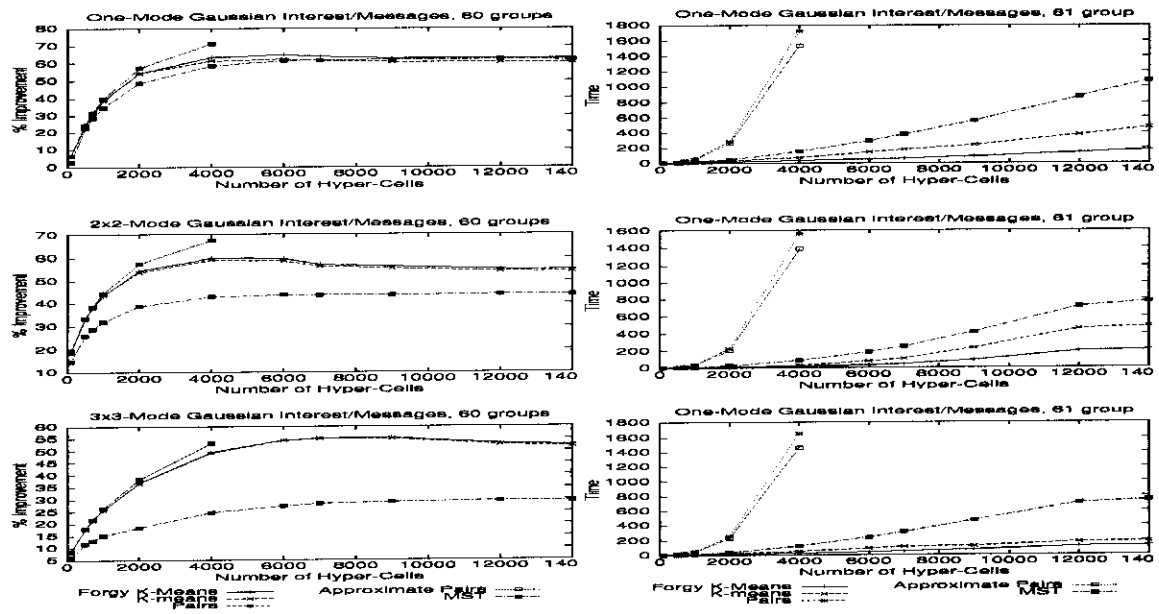 One-Mode Gaussian Interest/Messages, 60 groups
80
70
60
50
40
30
20
10
0
% Improvement
0 2000 4000 6000 8000 10000 12000 140
Number of Hyper-Cells
One-Mode Gaussian Interest/Messages, 61 group
1800
1600
1400
1200
1000
800
600
400
200
0
Time
0 2000 4000 6000 8000 10000 12000 140
Number of Hyper-Cells
2x2-Mode Gaussian Interest/Messages, 60 groups
70
60
50
40
30
20
10
% Improvement
0 2000 4000 6000 8000 10000 12000 140
Number of Hyper-Cells
One-Mode Gaussian Interest/Messages, 61 group
1600
1400
1200
1000
800
600
400
200
0
Time
0 2000 4000 6000 8000 10000 12000 140
Number of Hyper-Cells
3x3-Mode Gaussian Interest/Messages, 60 groups
60
55
50
45
40
35
30
25
20
15
10
5
% Improvement
0 2000 4000 6000 8000 10000 12000 140
Number of Hyper-Cells
One-Mode Gaussian Interest/Messages, 61 group
1800
1600
1400
1200
1000
800
600
400
200
0
Time
0 2000 4000 6000 8000 10000 12000 140
Number of Hyper-Cells
Forgy K-Means
K-means
Pairs
Approximate Pairs
MST
Forgy K-Means
K-means
Pairs
Approximate Pairs
MST